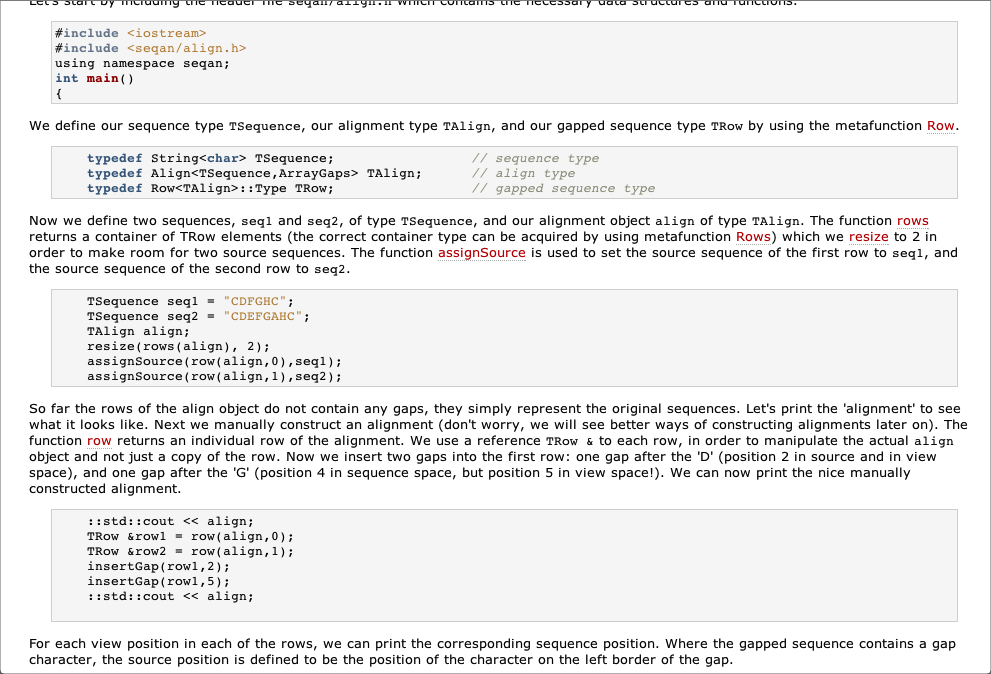 Let's start by including the header file seqan/align.h which contains the necessary data structures and functions.
#include <iostream>
#include <seqan/align.h>
using namespace seqan;
int main()
{
We define our sequence type TSequence, our alignment type TAlign, and our gapped sequence type TRow by using the metafunction Row.
typedef String<char> TSequence; // sequence type
typedef Align<TSequence,ArrayGaps> TAlign; // align type
typedef Row<TAlign>::Type TRow; // gapped sequence type
Now we define two sequences, seq1 and seq2, of type TSequence, and our alignment object align of type TAlign. The function rows
returns a container of TRow elements (the correct container type can be acquired by using metafunction Rows) which we resize to 2 in
order to make room for two source sequences. The function assignSource is used to set the source sequence of the first row to seq1, and
the source sequence of the second row to seq2.
TSequence seq1 = "CDFGHC";
TSequence seq2 = "CDEFGAHC";
TAlign align;
resize(rows(align), 2);
assignSource(row(align,0),seq1);
assignSource(row(align,1),seq2);
So far the rows of the align object do not contain any gaps, they simply represent the original sequences. Let's print the 'alignment' to see
what it looks like. Next we manually construct an alignment (don't worry, we will see better ways of constructing alignments later on). The
function row returns an individual row of the alignment. We use a reference TRow & to each row, in order to manipulate the actual align
object and not just a copy of the row. Now we insert two gaps into the first row: one gap after the 'D' (position 2 in source and in view
space), and one gap after the 'G' (position 4 in sequence space, but position 5 in view space!). We can now print the nice manually
constructed alignment.
::std::cout << align;
TRow &row1 = row(align,0);
TRow &row2 = row(align,1);
insertGap(row1,2);
insertGap(row1,5);
::std::cout << align;
For each view position in each of the rows, we can print the corresponding sequence position. Where the gapped sequence contains a gap
character, the source position is defined to be the position of the character on the left border of the gap.